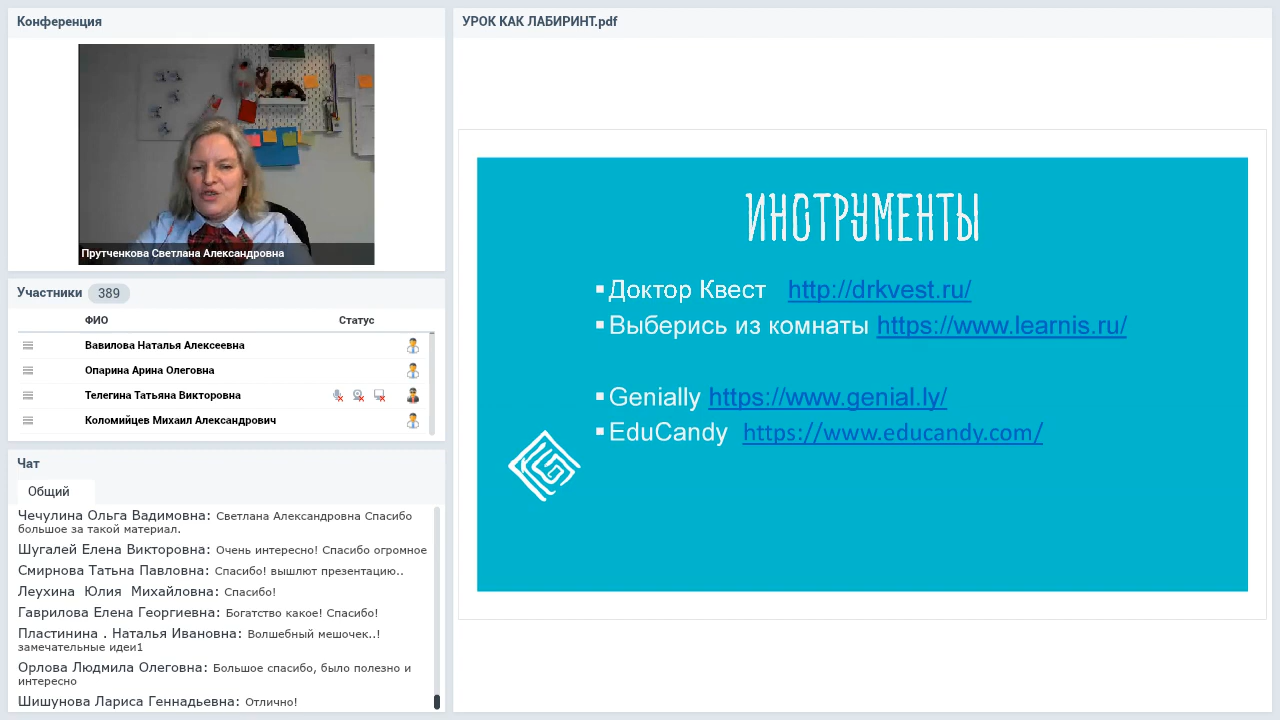 Конференция
Прутченкова Светлана Александровна
Участники 389
ФИО Статус
Вавилова Наталья Алексеевна
Опарина Арина Олеговна
Телегина Татьяна Викторовна
Коломийцев Михаил Александрович
Чат
Общий
Чечулина Ольга Вадимовна: Светлана Александровна Спасибо
большое за такой материал.
Шугалей Елена Викторовна: Очень интересно! Спасибо огромное
Смирнова Татьна Павловна: Спасибо! вышлют презентацию..
Леухина Юлия Михайловна: Спасибо!
Гаврилова Елена Георгиевна: Богатство какое! Спасибо!
Пластинина . Наталья Ивановна: Волшебный мешочек..!
замечательные идеи1
Орлова Людмила Олеговна: Большое спасибо, было полезно и
интересно
Шишунова Лариса Геннадьевна: Отлично!
УРОК КАК ЛАБИРИНТ.pdf
ИНСТРУМЕНТЫ
▪Доктор Квест http://drkvest.ru/
▪Выберись из комнаты https://www.learnis.ru/
▪Genially https://www.genial.ly/
▪EduCandy https://www.educandy.com/